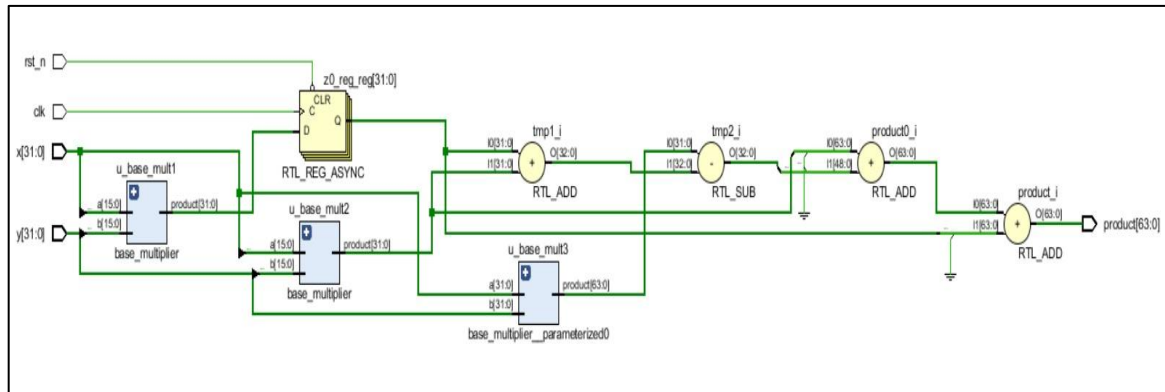 rst_n
clk
x[31:0]
y[31:0]
u_base_mult1
a[15:0]
b[15:0]
product[31:0]
base_multiplier
z0_reg_reg[31:0]
CLR
C
D
Q
RTL_REG_ASYNC
u_base_mult2
a[15:0]
b[15:0]
product[31:0]
base_multiplier
u_base_mult3
a[31:0]
b[31:0]
product[63:0]
base_multiplier__parameterized0
tmp1_i
I0[31:0]
I1[31:0]
+
O[32:0]
RTL_ADD
tmp2_i
I0[31:0]
I1[32:0]
-
O[32:0]
RTL_SUB
product0_i
I0[63:0]
I1[48:0]
+
O[63:0]
RTL_ADD
product_i
I0[63:0]
I1[63:0]
+
O[63:0]
RTL_ADD
product[63:0]